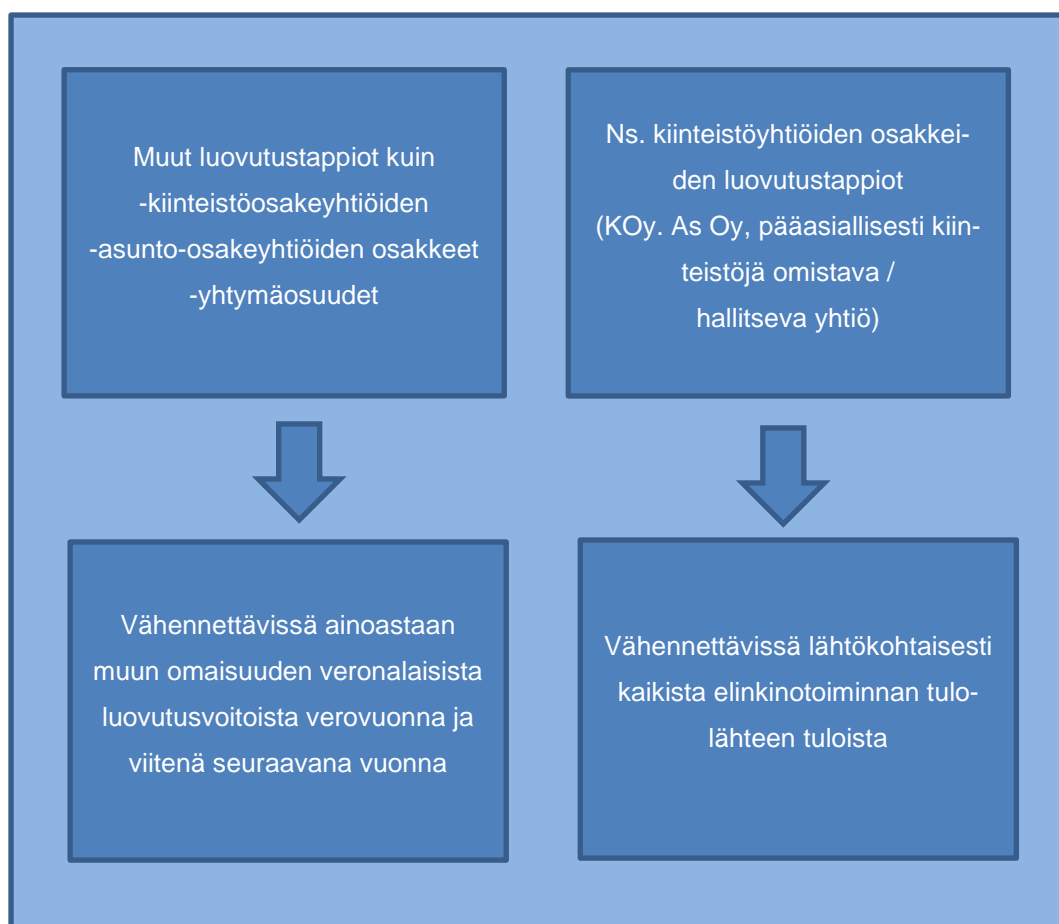 Muut luovutustappiot kuin
-kiinteistöosakeyhtiöiden
-asunto-osakeyhtiöiden osakkeet
-yhtymäosuudet
Ns. kiinteistöyhtiöiden osakkei-
den luovutustappiot
(KOy. As Oy, pääasiallisesti kiin-
teistöjä omistava /
hallitseva yhtiö)
Vähennettävissä ainoastaan
muun omaisuuden veronalaisista
luovutusvoitoista verovuonna ja
viitenä seuraavana vuonna
Vähennettävissä lähtökohtaisesti
kaikista elinkinotoiminnan tulo-
lähteen tuloista